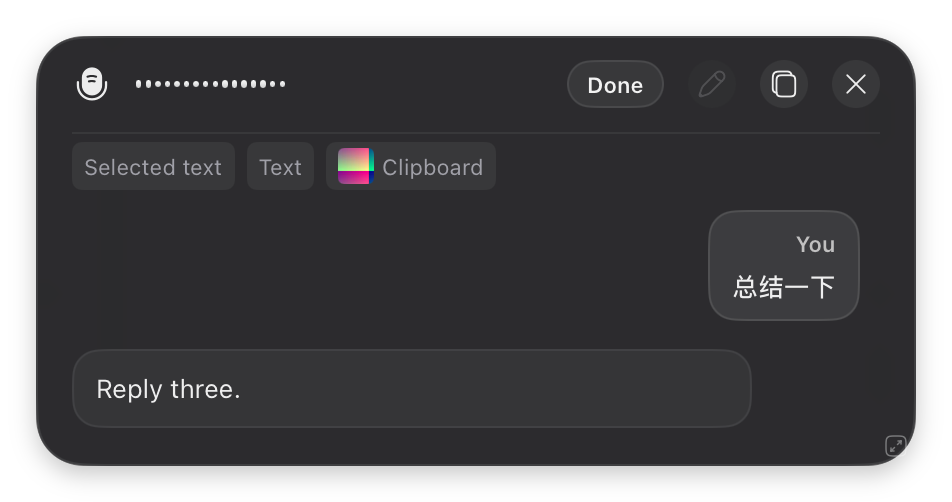 Done
Selected text
Text
Clipboard
You
总结一下
Reply three.